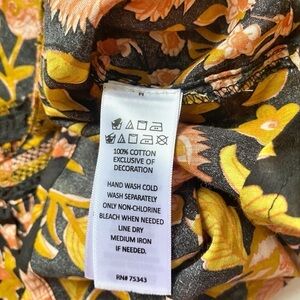 M
100% COTTON
EXCLUSIVE OF
DECORATION
HAND WASH COLD
WASH SEPARATELY
ONLY NON-CHLORINE
BLEACH WHEN NEEDED
LINE DRY
MEDIUM IRON
IF NEEDED.
RN# 75343